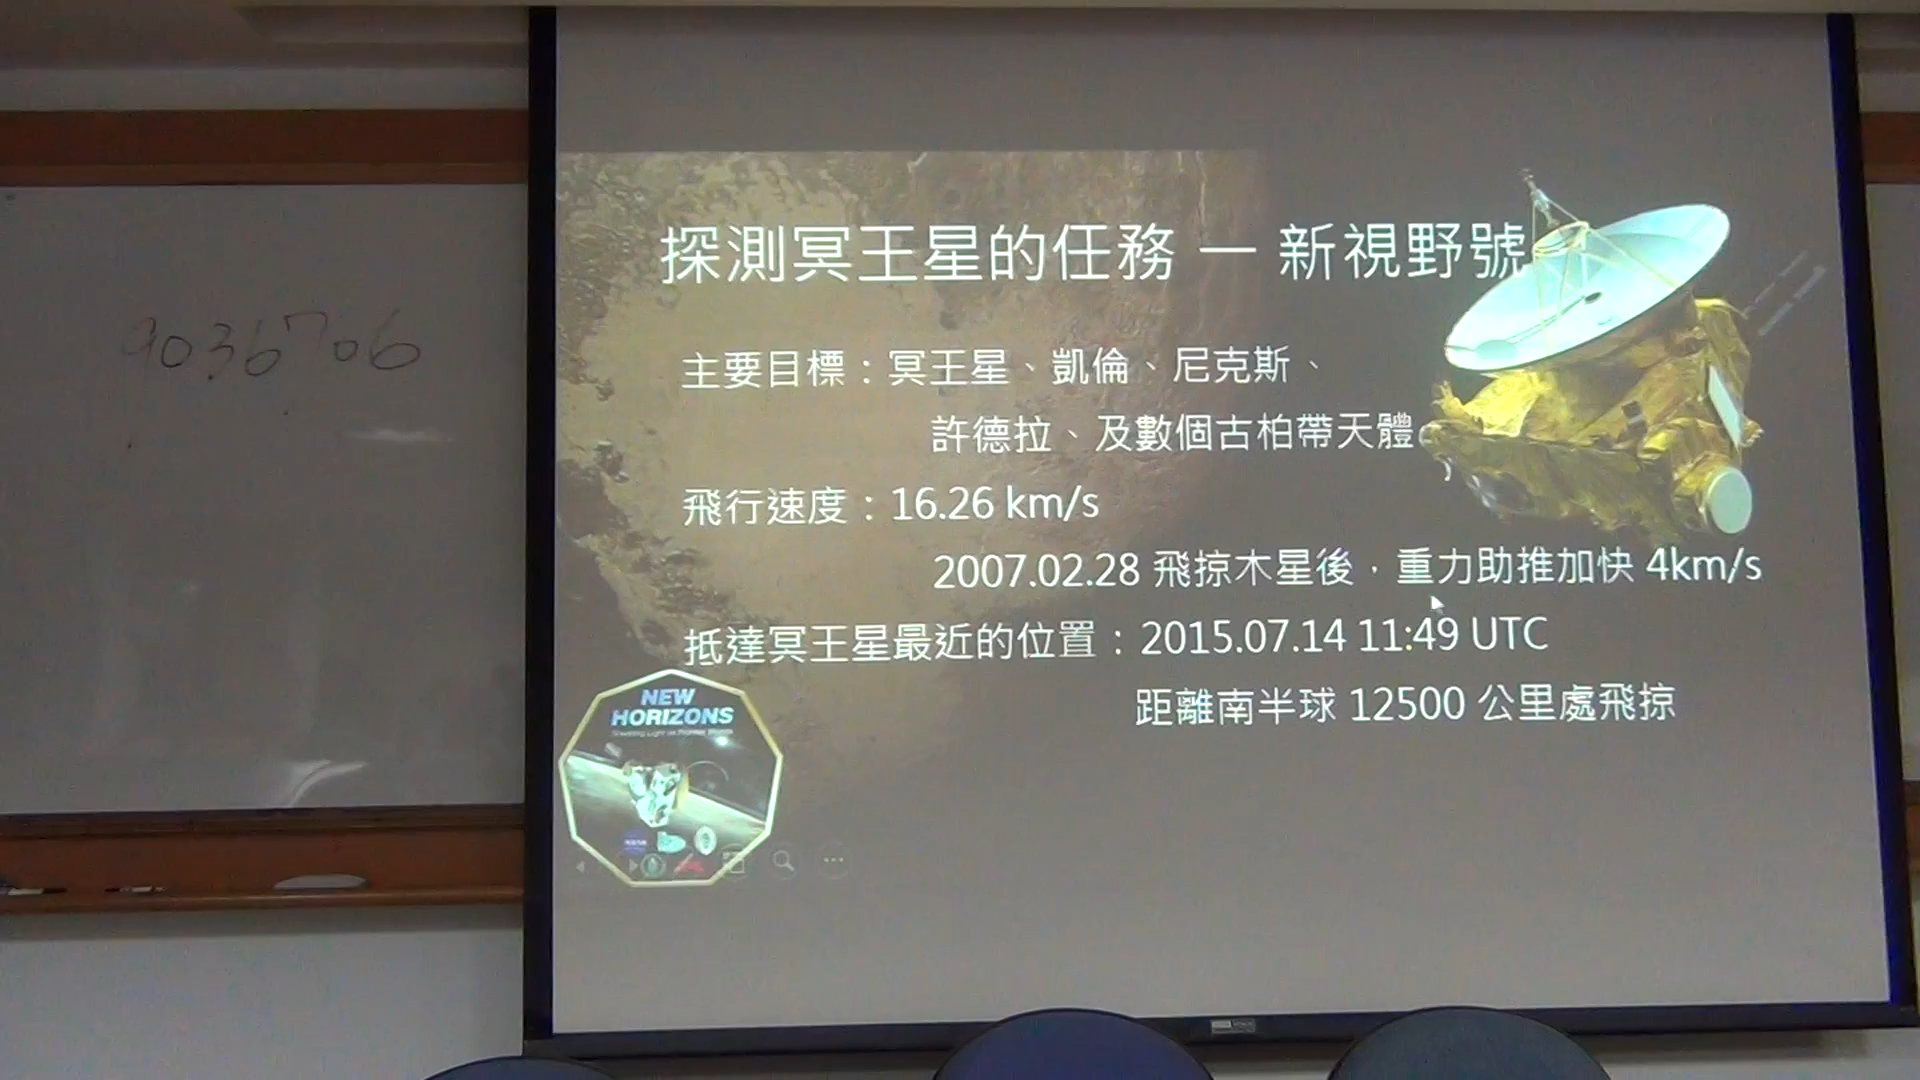 9036706
探測冥王星的任務 — 新視野號
主要目標：冥王星、凱倫、尼克斯、
許德拉、及數個古柏帶天體
飛行速度：16.26 km/s
2007.02.28 飛掠木星後，重力助推加快 4km/s
抵達冥王星最近的位置：2015.07.14 11:49 UTC
距離南半球 12500 公里處飛掠
NEW
HORIZONS